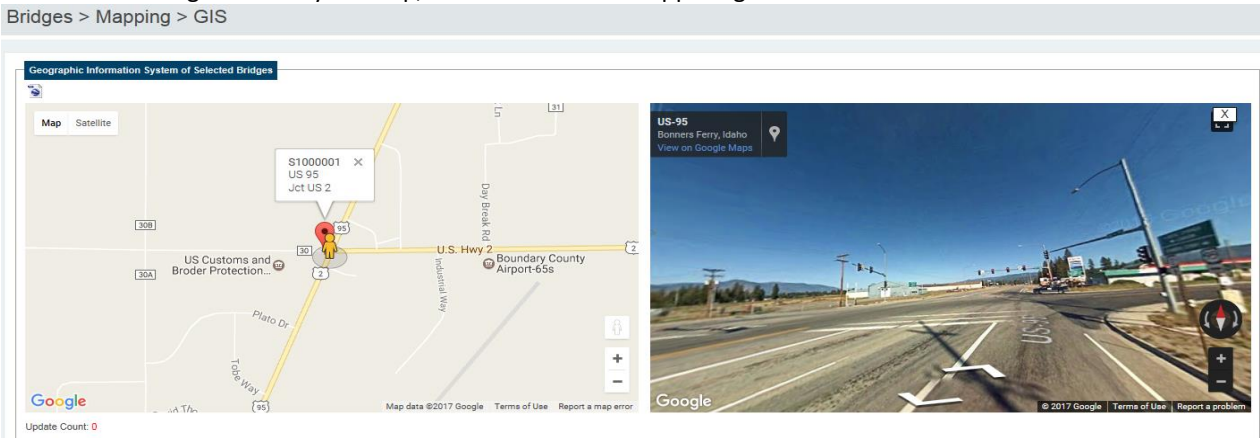 Bridges > Mapping > GIS
Geographic Information System of Selected Bridges
Map Satellite
S1000001
US 95
Jct US 2
31
Ln
Day Break Rd
30B
95
30
U.S. Hwy 2
2
US Customs and
Broder Protection...
Boundary County
Airport-65s
30A
2
Industrial Way
Plato Dr
Tobe Way
95
Google
Map data ©2017 Google Terms of Use Report a map error
US-95
Bonners Ferry, Idaho
View on Google Maps
X
US-95
Google
© 2017 Google Terms of Use Report a problem
Update Count: 0